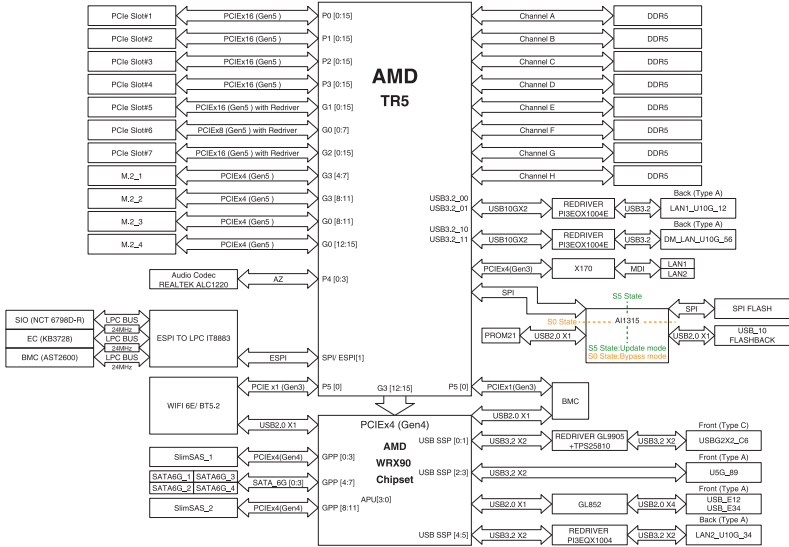 PCIe Slot#1 PCIEx16 (Gen5 ) P0 [0:15] Channel A DDR5
PCIe Slot#2 PCIEx16 (Gen5 ) P1 [0:15] Channel B DDR5
PCIe Slot#3 PCIEx16 (Gen5 ) P2 [0:15] Channel C DDR5
AMD
PCIe Slot#4 PCIEx16 (Gen5 ) P3 [0:15] Channel D DDR5
TR5
PCIe Slot#5 PCIEx16 (Gen5 ) with Redriver G1 [0:15] Channel E DDR5
PCIe Slot#6 PCIEx8 (Gen5 ) with Redriver G0 [0:7] Channel F DDR5
PCIe Slot#7 PCIEx16 (Gen5 ) with Redriver G2 [0:15] Channel G DDR5
M.2_1 PCIEx4 (Gen5 ) G3 [4:7] Channel H DDR5
Back (Type A)
M.2_2 PCIEx4 (Gen5 ) G3 [8:11] USB3.2_00
USB3.2_01 USB10GX2 REDRIVER
PI3EOX1004E USB3.2 LAN1_U10G_12
M.2_3 PCIEx4 (Gen5 ) G0 [8:11]
Back (Type A)
USB3.2_10
USB3.2_11 USB10GX2 REDRIVER
PI3EOX1004E USB3.2 DM_LAN_U10G_56
M.2_4 PCIEx4 (Gen5 ) G0 [12:15]
PCIEx4(Gen3) X170 MDI LAN1
LAN2
Audio Codec
REALTEK ALC1220 AZ P4 [0:3]
SPI
S5 State
SPI SPI FLASH
SIO (NCT 6798D-R) LPC BUS
24MHz
S0 State AI1315
EC (KB3728) LPC BUS
24MHz
ESPI TO LPC IT8883
PROM21 USB2.0 X1 USB2.0 X1 USB_10
FLASHBACK
S5 State:Update mode
S0 State:Bypass mode
BMC (AST2600) LPC BUS
24MHz
ESPI SPI/ ESPI[1]
WIFI 6E/ BT5.2 PCIE x1 (Gen3) P5 [0] G3 [12:15] P5 [0] PCIEx1(Gen3) BMC
USB2.0 X1 USB2.0 X1
PCIEx4 (Gen4)
AMD
WRX90
Chipset
Front (Type C)
USB SSP [0:1] USB3.2 X2 REDRIVER GL9905
+TPS25810 USB3.2 X2 USBG2X2_C6
SlimSAS_1 PCIEx4(Gen4) GPP [0:3]
Front (Type A)
USB SSP [2:3] USB3.2 X2 U5G_89
SATA6G_1 SATA6G_3
SATA6G_2 SATA6G_4 SATA_6G [0:3] GPP [4:7]
APU[3:0]
Front (Type A)
USB2.0 X1 GL852 USB2.0 X4 USB_E12
USB_E34
SlimSAS_2 PCIEx4(Gen4) GPP [8:11]
Back (Type A)
USB SSP [4:5] USB3.2 X2 REDRIVER
PI3EQX1004 USB3.2 X2 LAN2_U10G_34